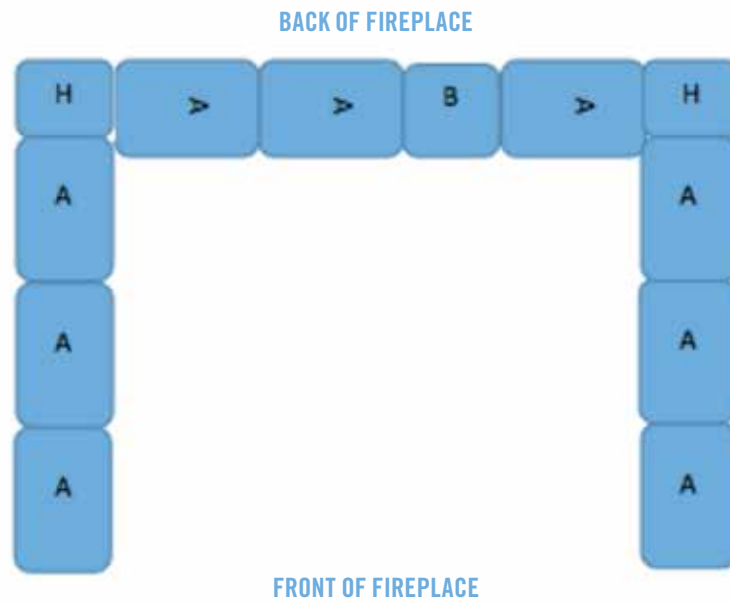 BACK OF FIREPLACE
H A A B A H
A A
A A
A A
FRONT OF FIREPLACE